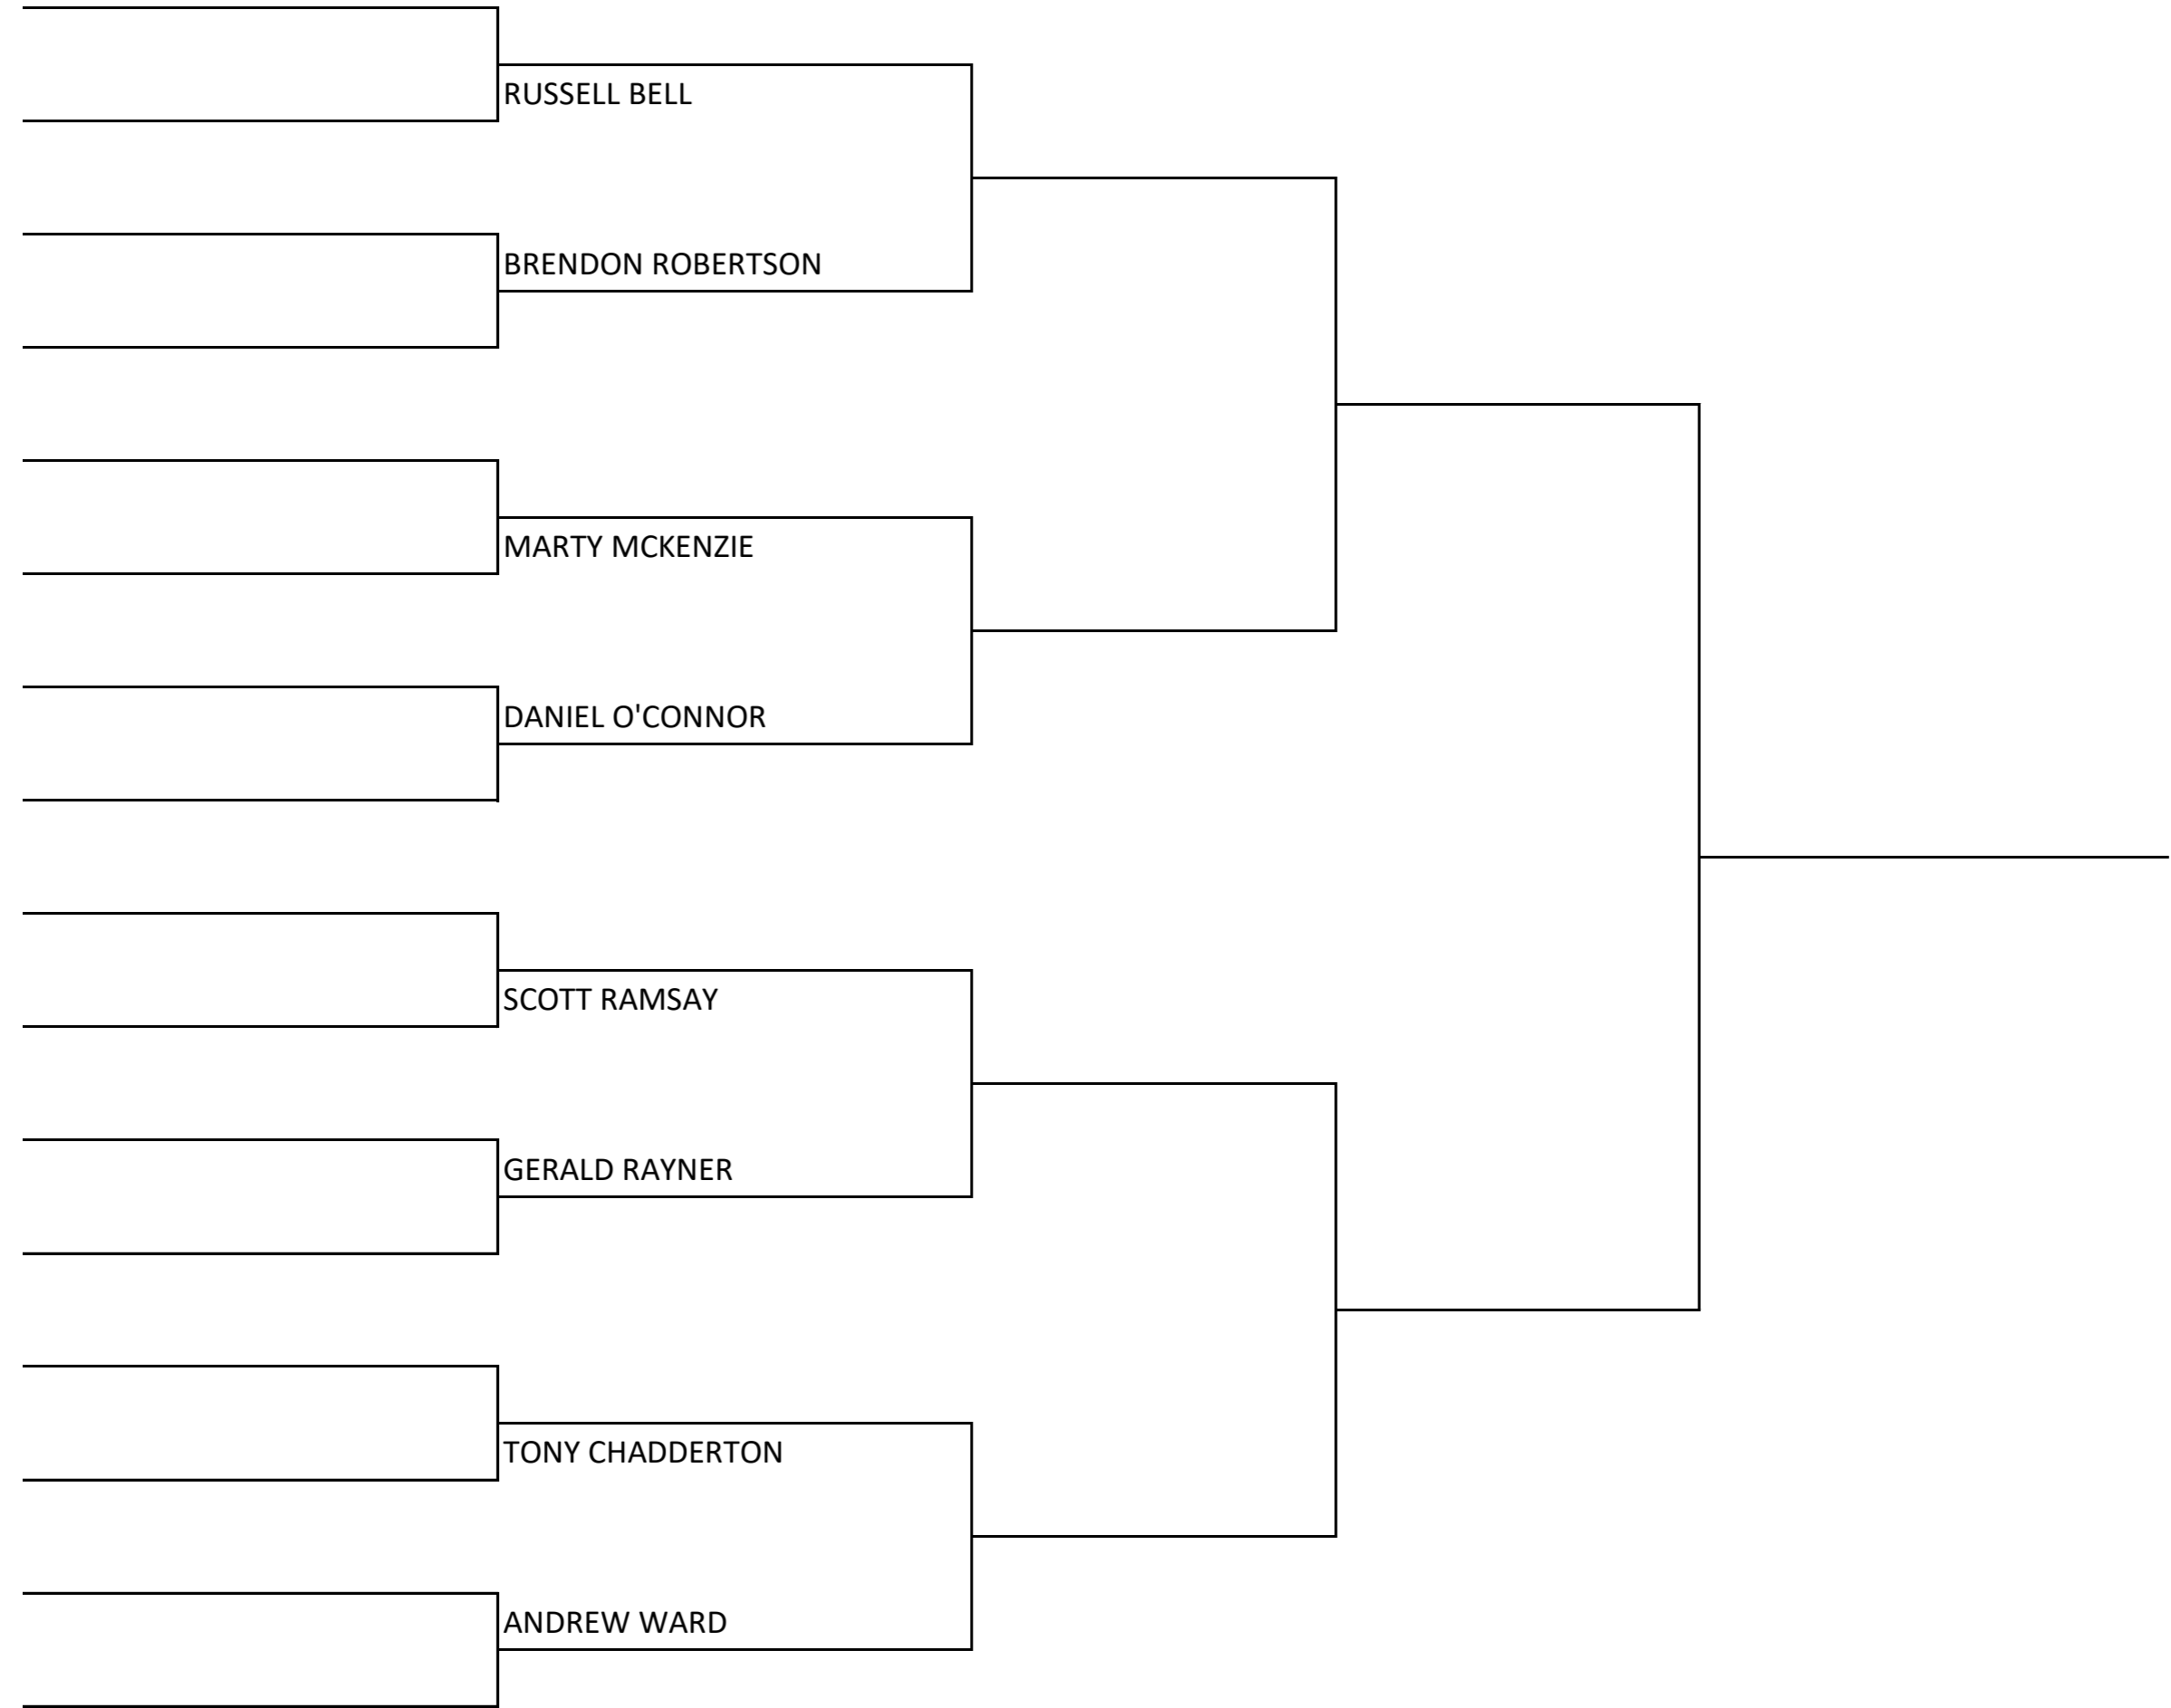 RUSSELL BELL
BRENDON ROBERTSON
MARTY MCKENZIE
DANIEL O'CONNOR
SCOTT RAMSAY
GERALD RAYNER
TONY CHADDERTON
ANDREW WARD